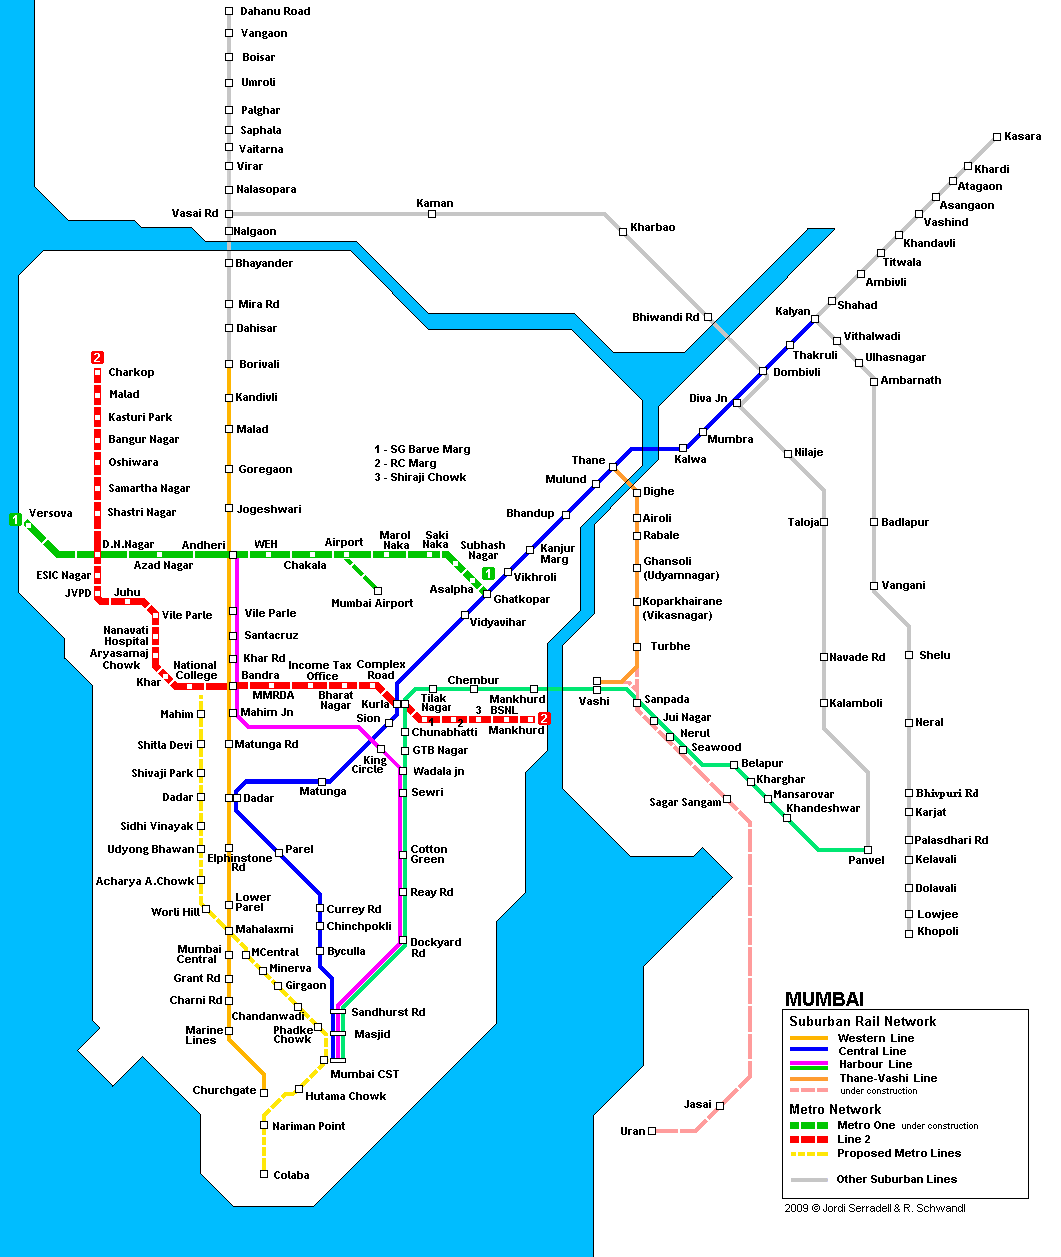 Dahanu Road
Vangaon
Boisar
Umroli
Palghar
Saphala
Vaitarna
Virar
Nalasopara
Vasai Rd
Kaman
Nalgaon
Kharbao
Bhayander
Mira Rd
Dahisar
Bhiwandi Rd
Borivali
Kandivli
Malad
Goregaon
Jogeshwari
Kasara
Khardi
Atagaon
Asangaon
Vashind
Khandavli
Titwala
Ambivli
Shahad
Kalyan
Vithalwadi
Ulhasnagar
Ambarnath
Thakruli
Dombivli
Diva Jn
Mumbra
Kalwa
Nilaje
Taloja
Badlapur
Vangani
Shelu
Navade Rd
Kalamboli
Neral
Bhivpuri Rd
Karjat
Palasdhari Rd
Kelavali
Dolavali
Lowjee
Khopoli
2
Charkop
Malad
Kasturi Park
Bangur Nagar
Oshiwara
Samartha Nagar
Shastri Nagar
1 - SG Barve Marg
2 - RC Marg
3 - Shiraji Chowk
Thane
Mulund
Bhandup
Kanjur
Marg
Vikhroli
Ghatkopar
Vidyavihar
Dighe
Airoli
Rabale
Ghansoli
(Udyamnagar)
Koparkhairane
(Vikasnagar)
Turbhe
1
Versova
D.N.Nagar
Azad Nagar
Andheri
WEH
Chakala
Airport
Marol
Naka
Saki
Naka
Subhash
Nagar
Asalpha
1
Mumbai Airport
ESIC Nagar
JVPD
Juhu
Vile Parle
Nanavati
Hospital
Aryasamaj
Chowk
Khar
National
College
Vile Parle
Santacruz
Khar Rd
Bandra
MMRDA
Income Tax
Office
Bharat
Nagar
Complex
Road
Kurla
Tilak
Nagar
Chembur
Mankhurd
Vashi
Sanpada
1
2
3
BSNL
Mankhurd
2
Jui Nagar
Nerul
Seawood
Belapur
Kharghar
Mansarovar
Khandeshwar
Panvel
Sagar Sangam
Jasai
Uran
Mahim
Shitla Devi
Shivaji Park
Dadar
Sidhi Vinayak
Udyong Bhawan
Acharya A.Chowk
Worli Hill
Mahim Jn
Matunga Rd
Dadar
Elphinstone
Rd
Lower
Parel
Mahalaxmi
Mumbai
Central
Grant Rd
Charni Rd
Marine
Lines
Churchgate
MCentral
Minerva
Girgaon
Chandanwadi
Phadke
Chowk
Hutama Chowk
Nariman Point
Colaba
Sion
King
Circle
Matunga
Parel
Currey Rd
Chinchpokli
Byculla
Chunabhatti
GTB Nagar
Wadala jn
Sewri
Cotton
Green
Reay Rd
Dockyard
Rd
Sandhurst Rd
Masjid
Mumbai CST
MUMBAI
Suburban Rail Network
Western Line
Central Line
Harbour Line
Thane-Vashi Line
under construction
Metro Network
Metro One under construction
Line 2
Proposed Metro Lines
Other Suburban Lines
2009 © Jordi Serradell & R. Schwandl